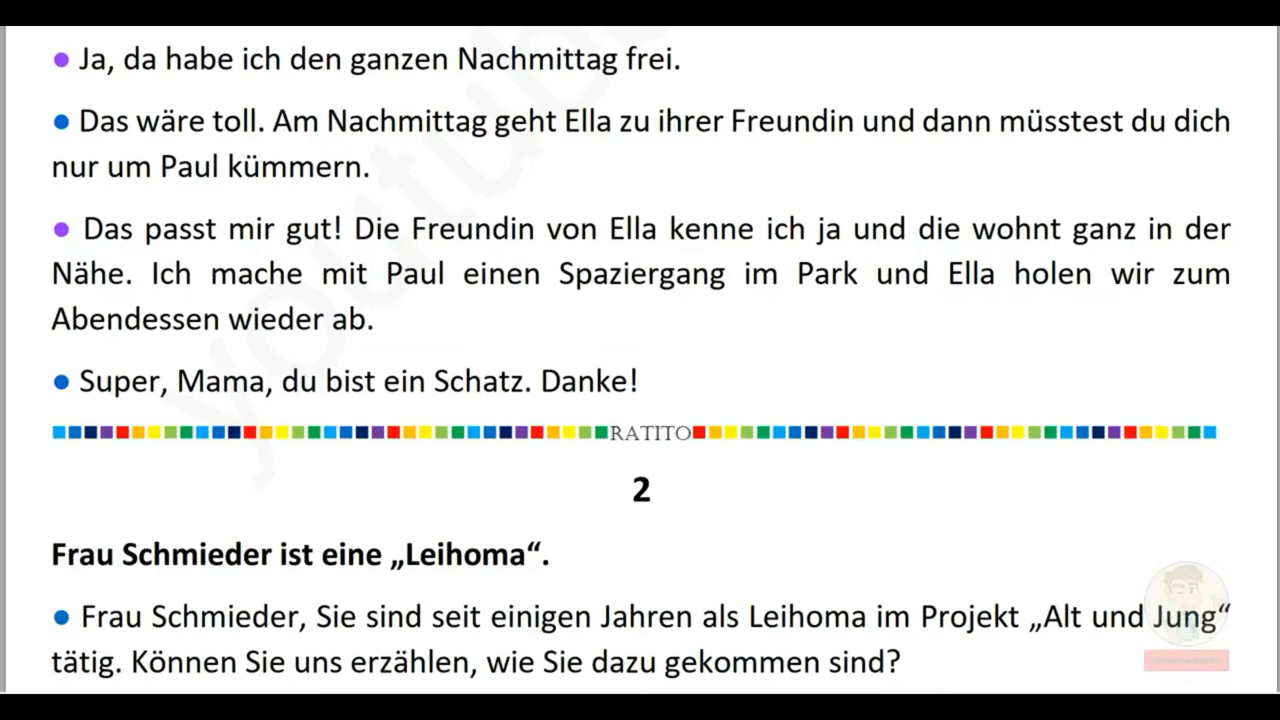 ● Ja, da habe ich den ganzen Nachmittag frei.
● Das wäre toll. Am Nachmittag geht Ella zu ihrer Freundin und dann müsstest du dich
nur um Paul kümmern.
● Das passt mir gut! Die Freundin von Ella kenne ich ja und die wohnt ganz in der
Nähe. Ich mache mit Paul einen Spaziergang im Park und Ella holen wir zum
Abendessen wieder ab.
● Super, Mama, du bist ein Schatz. Danke!
RATITO
2
Frau Schmieder ist eine „Leihoma“.
● Frau Schmieder, Sie sind seit einigen Jahren als Leihoma im Projekt „Alt und Jung“
tätig. Können Sie uns erzählen, wie Sie dazu gekommen sind?
youtube